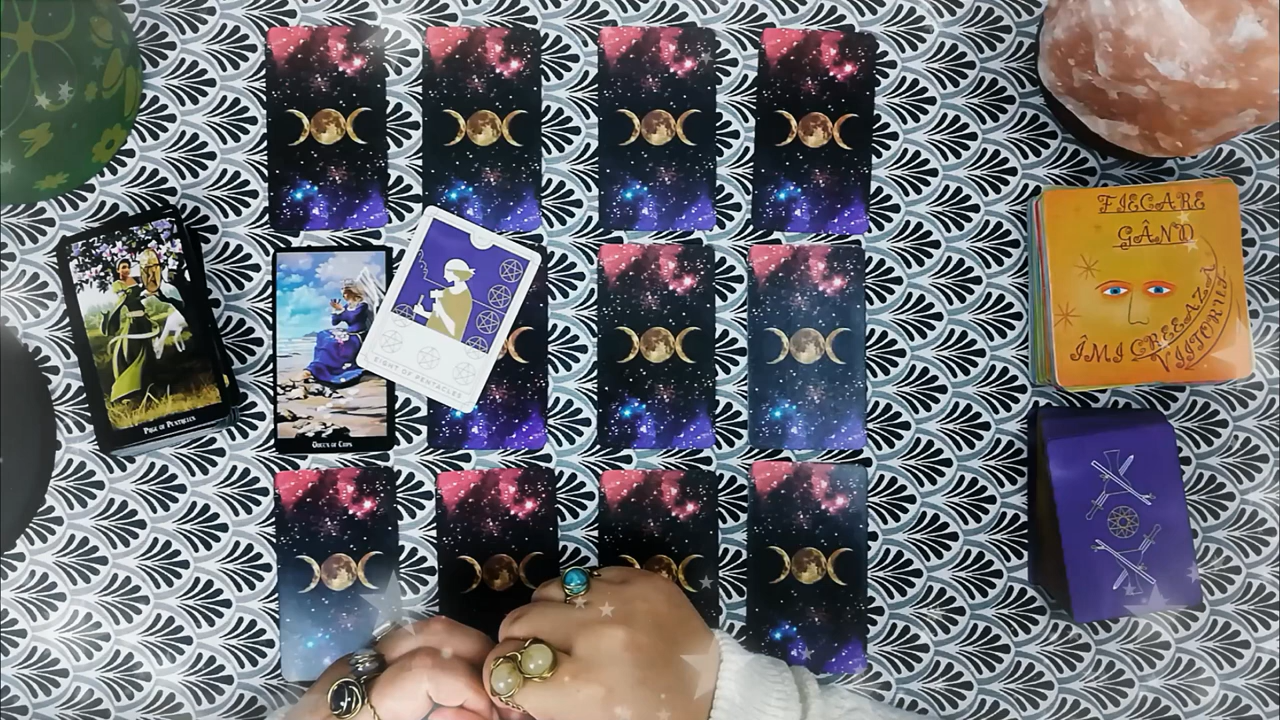 PAGE OF PENTACLES
QUEEN OF CUPS
EIGHT OF PENTACLES
FIECARE
GÂND
ÎMI CREEAZĂ
VIITORUL